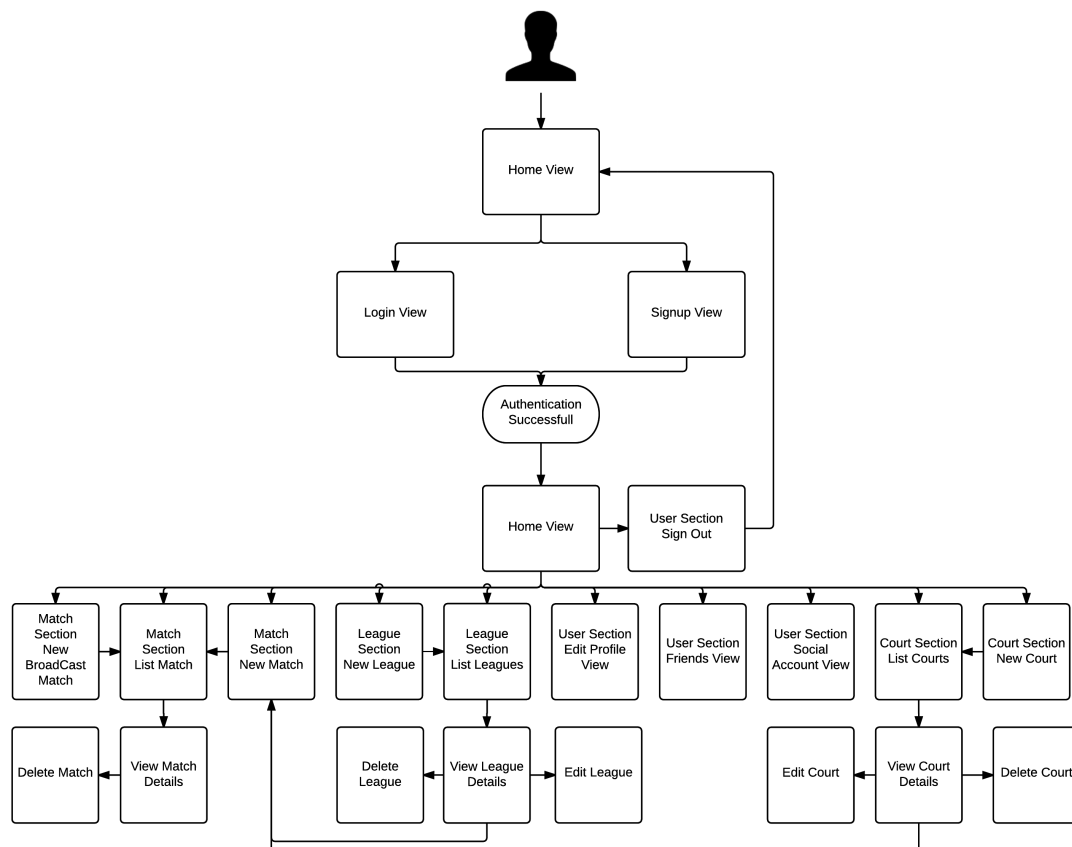 Home View
Login View
Signup View
Authentication
Successfull
Home View
User Section
Sign Out
Match
Section
New
BroadCast
Match
Match
Section
List Match
Match
Section
New Match
League
Section
New League
League
Section
List Leagues
User Section
Edit Profile
View
User Section
Friends View
User Section
Social
Account View
Court Section
List Courts
Court Section
New Court
Delete Match
View Match
Details
Delete
League
View League
Details
Edit League
Edit Court
View Court
Details
Delete Court